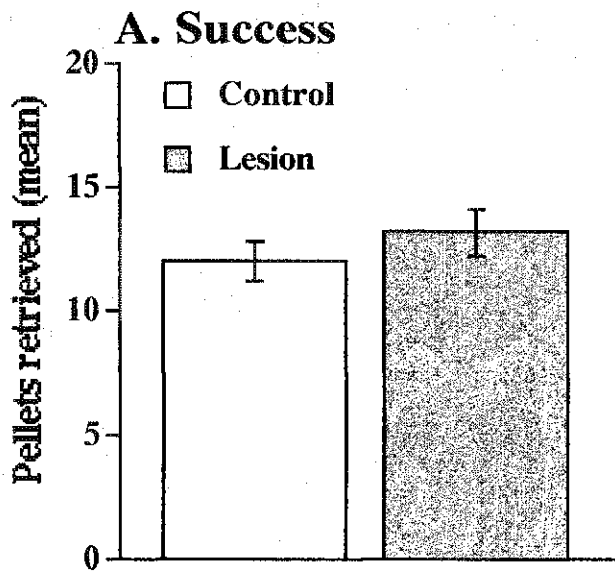 A. Success
20
15
10
5
0
Pellets retrieved (mean)
Control
Lesion